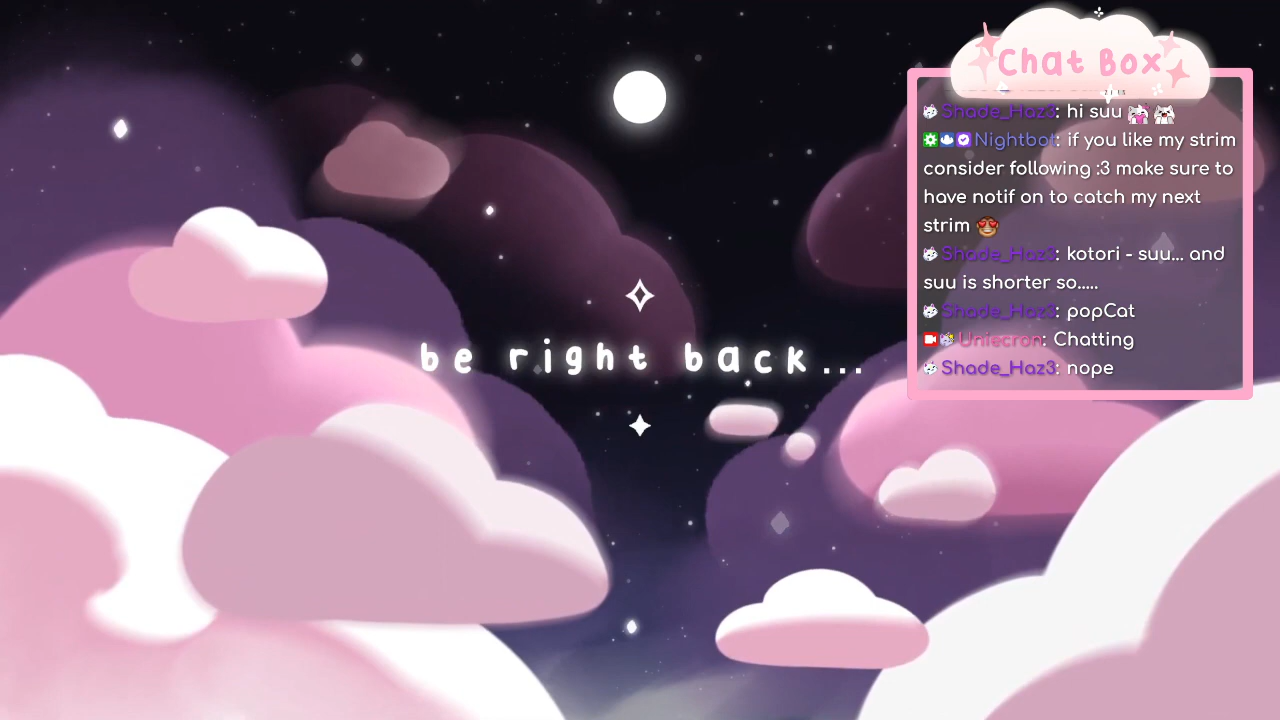 Chat Box
Shade_Haz3: hi suu
Nightbot: if you like my strim
consider following :3 make sure to
have notif on to catch my next
strim
Shade_Haz3: kotori - suu... and
suu is shorter so.....
Shade_Haz3: popCat
Uniecron: Chatting
Shade_Haz3: nope
be right back...